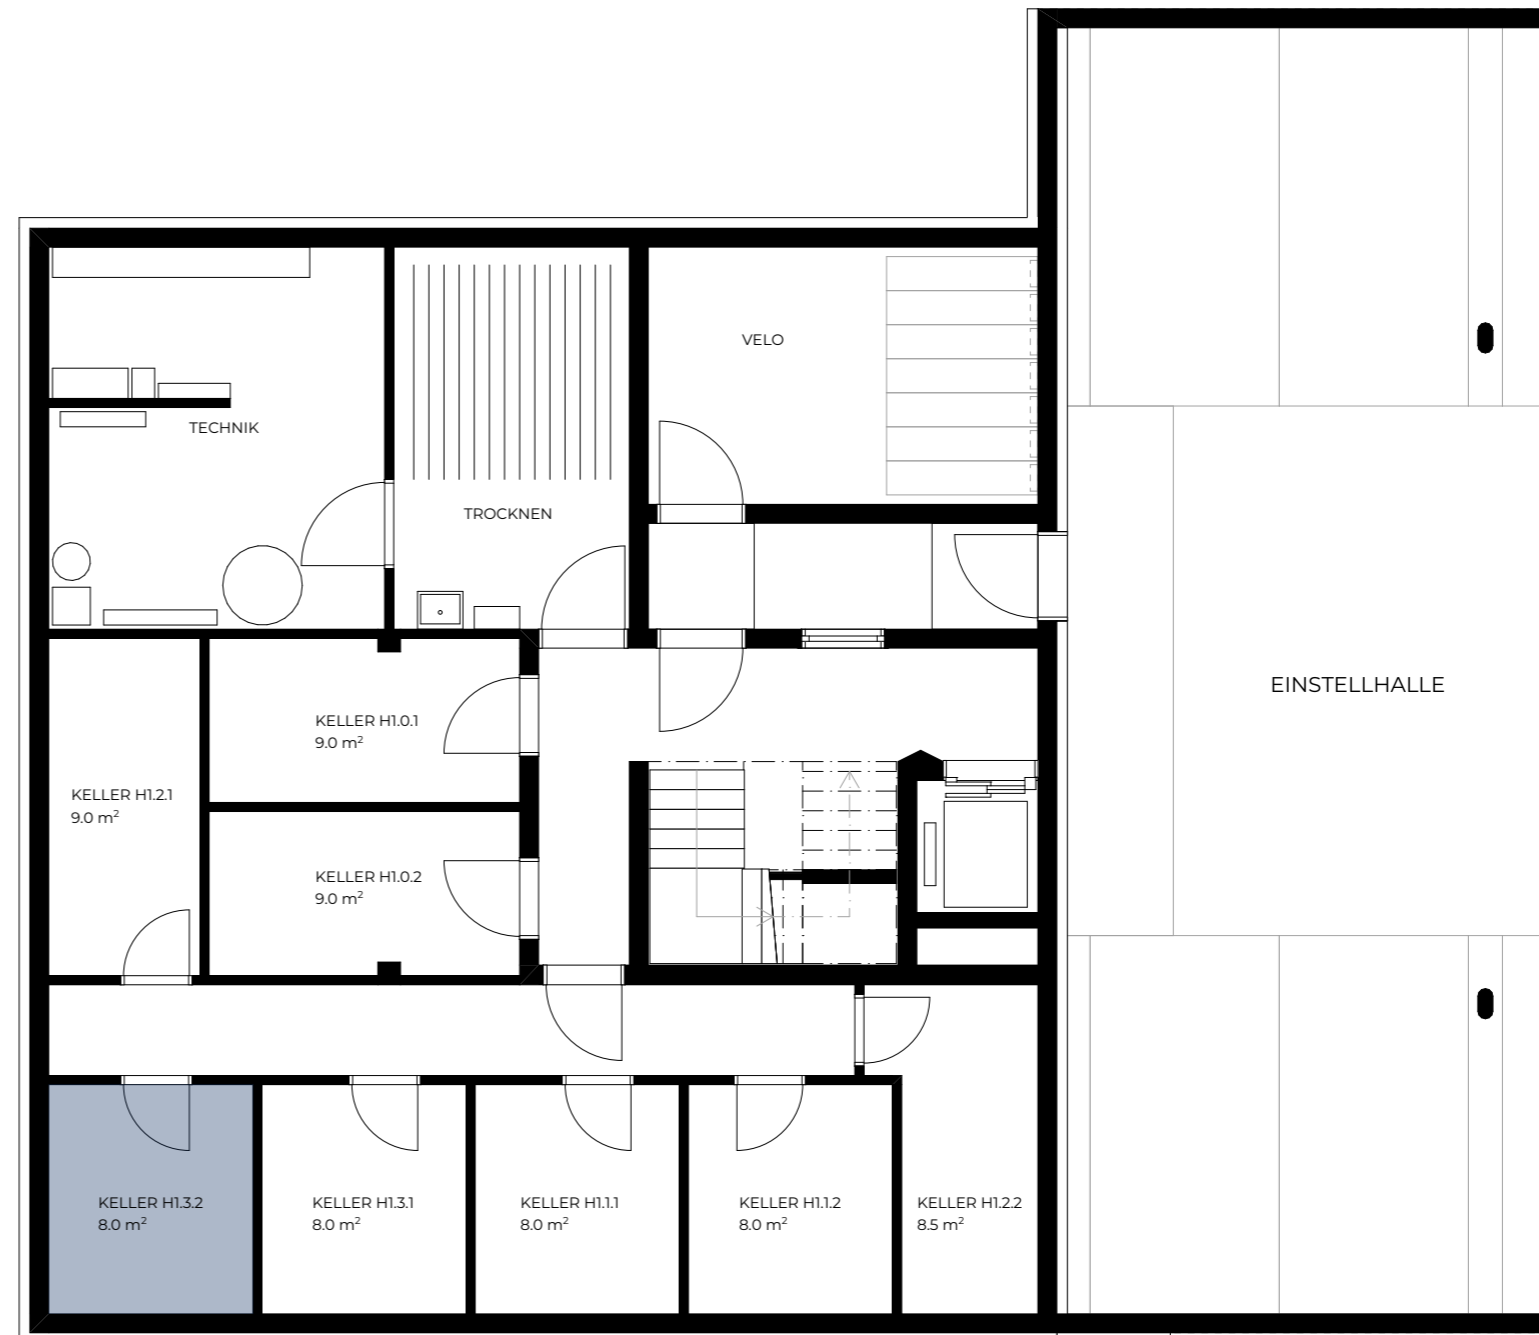 VELO
TECHNIK
TROCKNEN
EINSTELLHALLE
KELLER H1.0.1
9.0 m²
KELLER H1.2.1
9.0 m²
KELLER H1.0.2
9.0 m²
KELLER H1.3.2
8.0 m²
KELLER H1.3.1
8.0 m²
KELLER H1.1.1
8.0 m²
KELLER H1.1.2
8.0 m²
KELLER H1.2.2
8.5 m²